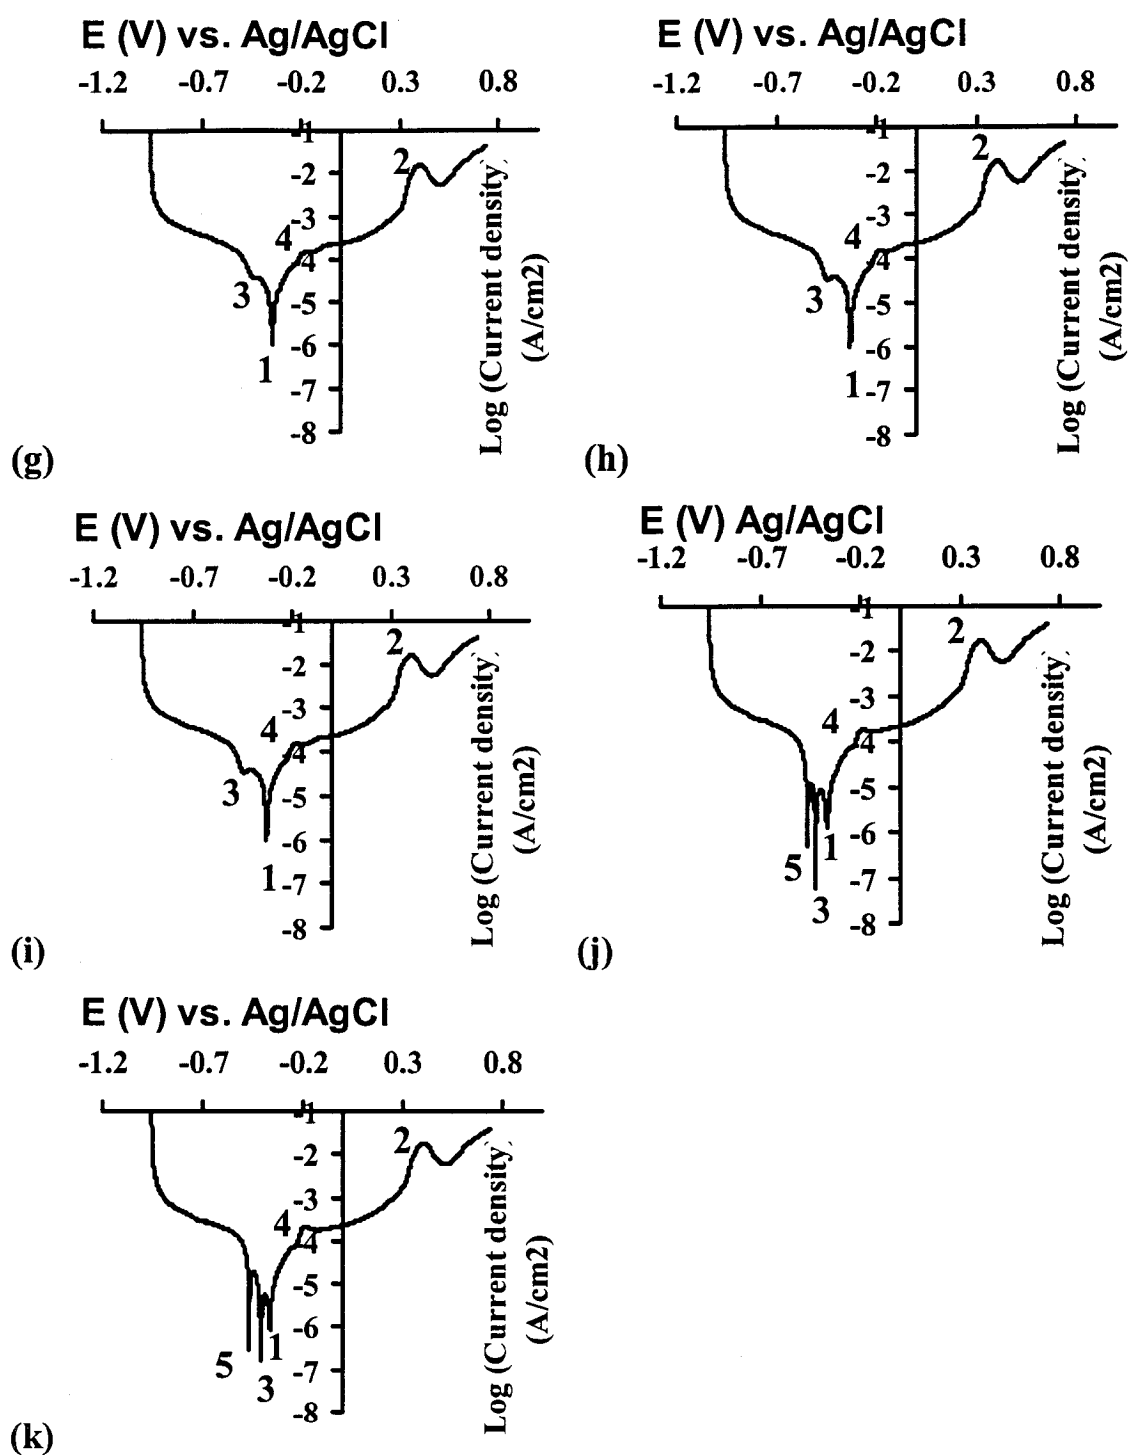 E (V) vs. Ag/AgCl
-1.2 -0.7 -0.2 0.3 0.8
-1
2
-2
-3
4
-4
3
-5
-6
1
-7
-8
Log (Current density)
(A/cm2)
(g)
E (V) vs. Ag/AgCl
-1.2 -0.7 -0.2 0.3 0.8
-1
2
-2
-3
4
-4
3
-5
-6
1 -7
-8
Log (Current density)
(A/cm2)
(h)
E (V) vs. Ag/AgCl
-1.2 -0.7 -0.2 0.3 0.8
-1
2
-2
-3
4
-4
3
-5
-6
1 -7
-8
Log (Current density)
(A/cm2)
(i)
E (V) Ag/AgCl
-1.2 -0.7 -0.2 0.3 0.8
-1
2
-2
-3
4
-4
-5
-6
1
5
-7
3
-8
Log (Current density)
(A/cm2)
(j)
E (V) vs. Ag/AgCl
-1.2 -0.7 -0.2 0.3 0.8
-1
2
-2
-3
4
-4
-5
-6
1
5
-7
3
-8
Log (Current density)
(A/cm2)
(k)